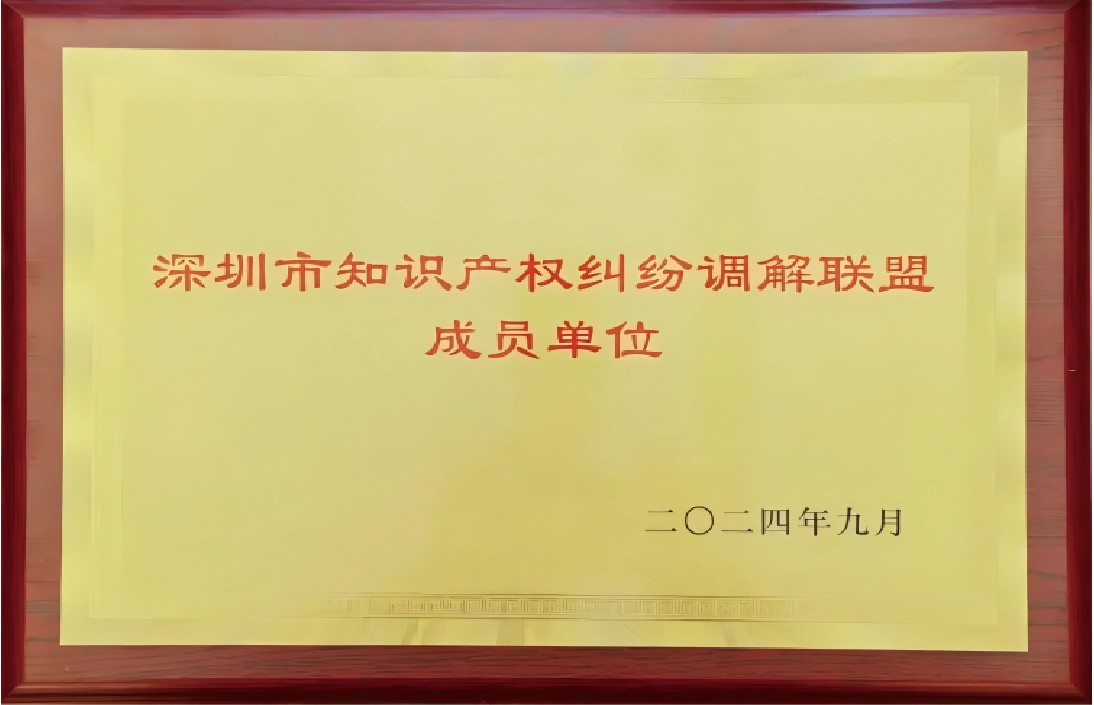 深圳市知识产权纠纷调解联盟
成员单位
二〇二四年九月